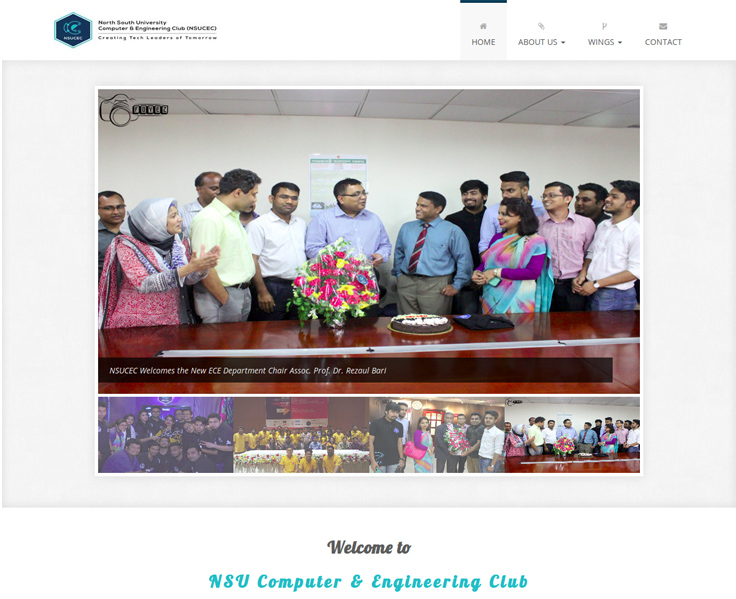 North South University
Computer & Engineering Club (NSUCEC)
Creating Tech Leaders of Tomorrow
NSUCEC
HOME
ABOUT US
WINGS
CONTACT
NSUCEC Welcomes the New ECE Department Chair Assoc. Prof. Dr. Rezaul Bari
Welcome to
NSU Computer & Engineering Club